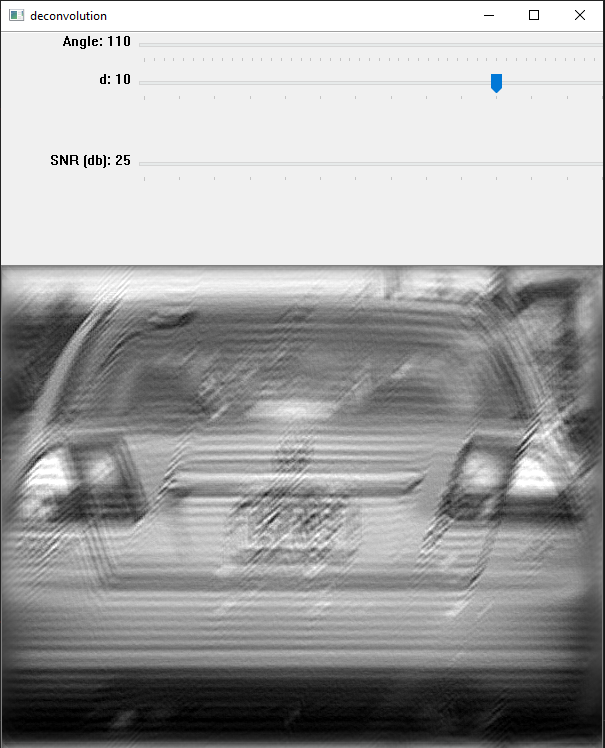 deconvolution
Angle: 110
d: 10
SNR (db): 25